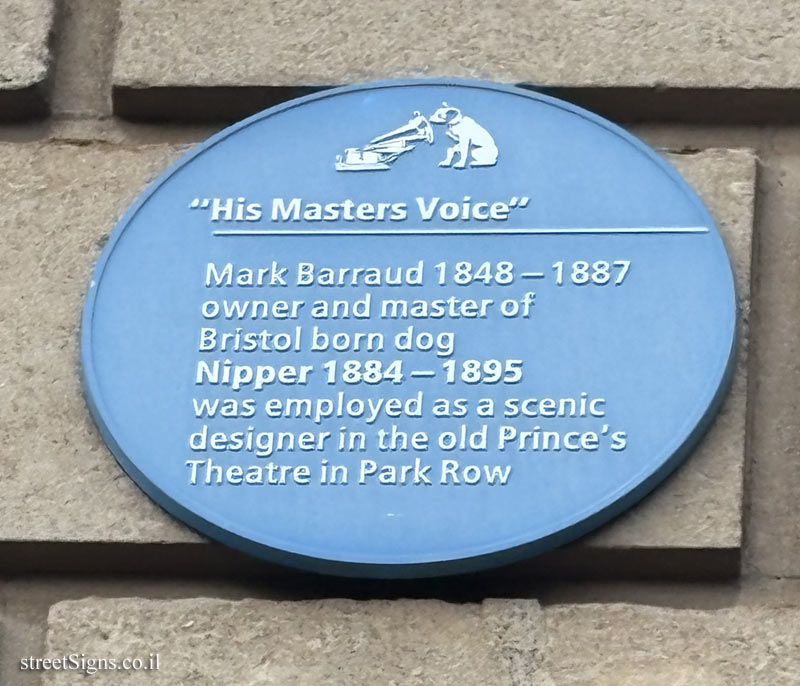 "His Masters Voice"
Mark Barraud 1848 – 1887
owner and master of
Bristol born dog
Nipper 1884 – 1895
was employed as a scenic
designer in the old Prince's
Theatre in Park Row
streetSigns.co.il